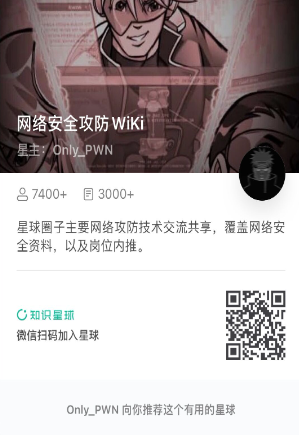 网络安全攻防WiKi
星主：Only_PWN
7400+ 3000+
星球圈子主要网络攻防技术交流共享，覆盖网络安
全资料，以及岗位内推。
知识星球
微信扫码加入星球
Only_PWN 向你推荐这个有用的星球